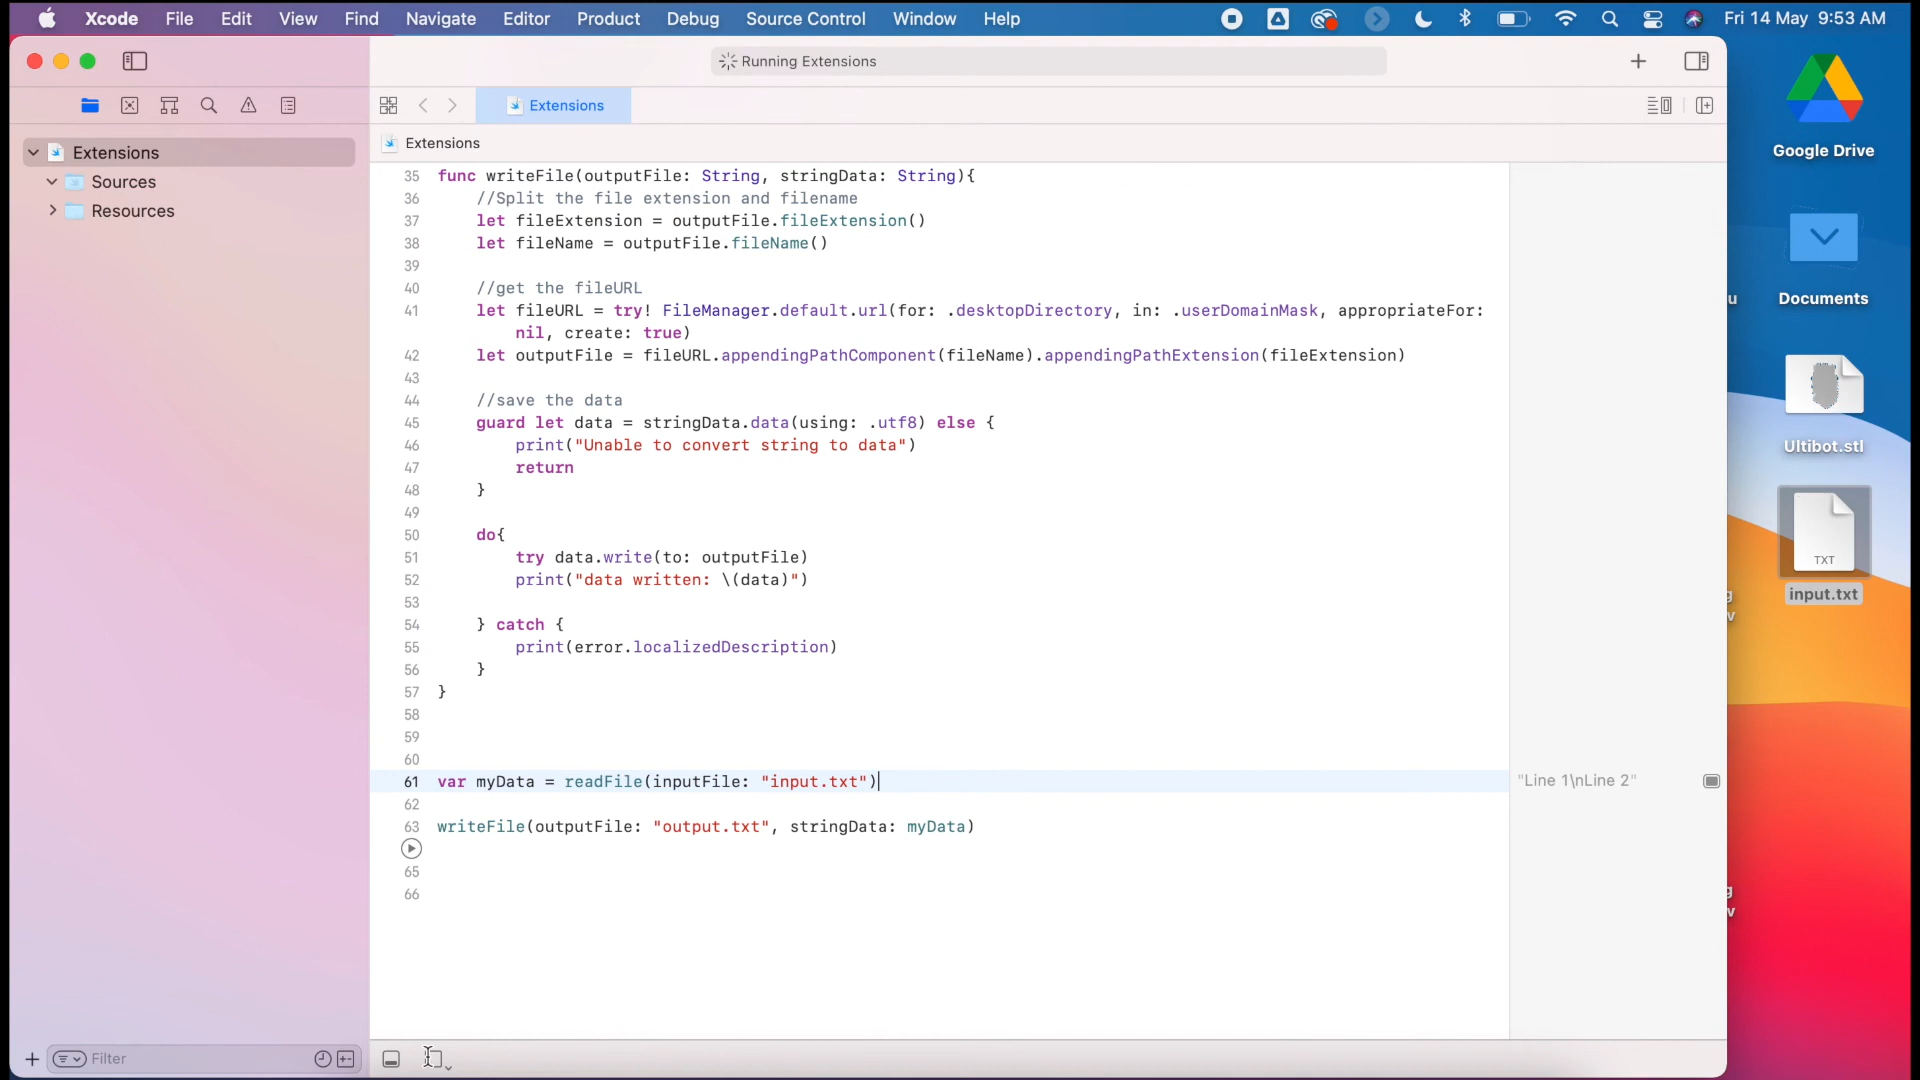 Xcode File Edit View Find Navigate Editor Product Debug Source Control Window Help Fri 14 May 9:53 AM
Running Extensions
Extensions
Extensions
Extensions
Sources
Resources
35 func writeFile(outputFile: String, stringData: String){
36 //Split the file extension and filename
37 let fileExtension = outputFile.fileExtension()
38 let fileName = outputFile.fileName()
39
40 //get the fileURL
41 let fileURL = try! FileManager.default.url(for: .desktopDirectory, in: .userDomainMask, appropriateFor:
nil, create: true)
42 let outputFile = fileURL.appendingPathComponent(fileName).appendingPathExtension(fileExtension)
43
44 //save the data
45 guard let data = stringData.data(using: .utf8) else {
46 print("Unable to convert string to data")
47 return
48 }
49
50 do{
51 try data.write(to: outputFile)
52 print("data written: \(data)")
53
54 } catch {
55 print(error.localizedDescription)
56 }
57 }
58
59
60
61 var myData = readFile(inputFile: "input.txt")
"Line 1\nLine 2"
62
63 writeFile(outputFile: "output.txt", stringData: myData)
65
66
Filter
Google Drive
Documents
Ultibot.stl
TXT
input.txt